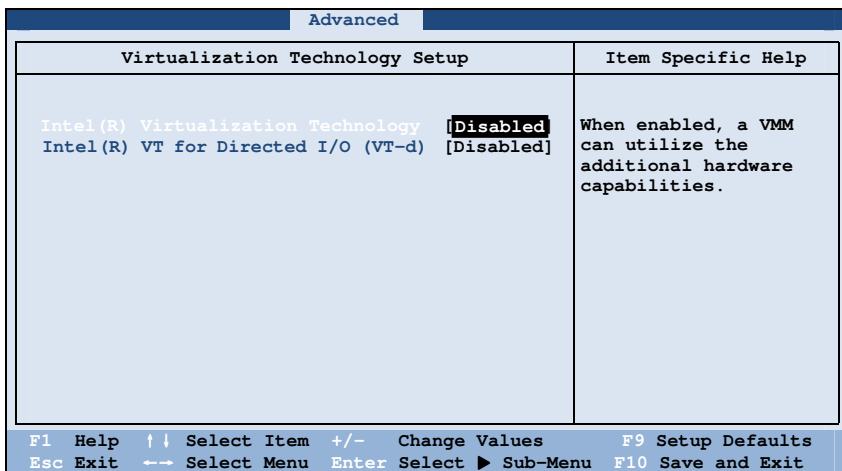 Advanced
Virtualization Technology Setup
Item Specific Help
Intel(R) Virtualization Technology [Disabled]
Intel(R) VT for Directed I/O (VT-d) [Disabled]
When enabled, a VMM
can utilize the
additional hardware
capabilities.
F1 Help ↑↓ Select Item +/- Change Values F9 Setup Defaults
Esc Exit ←→ Select Menu Enter Select ▶ Sub-Menu F10 Save and Exit